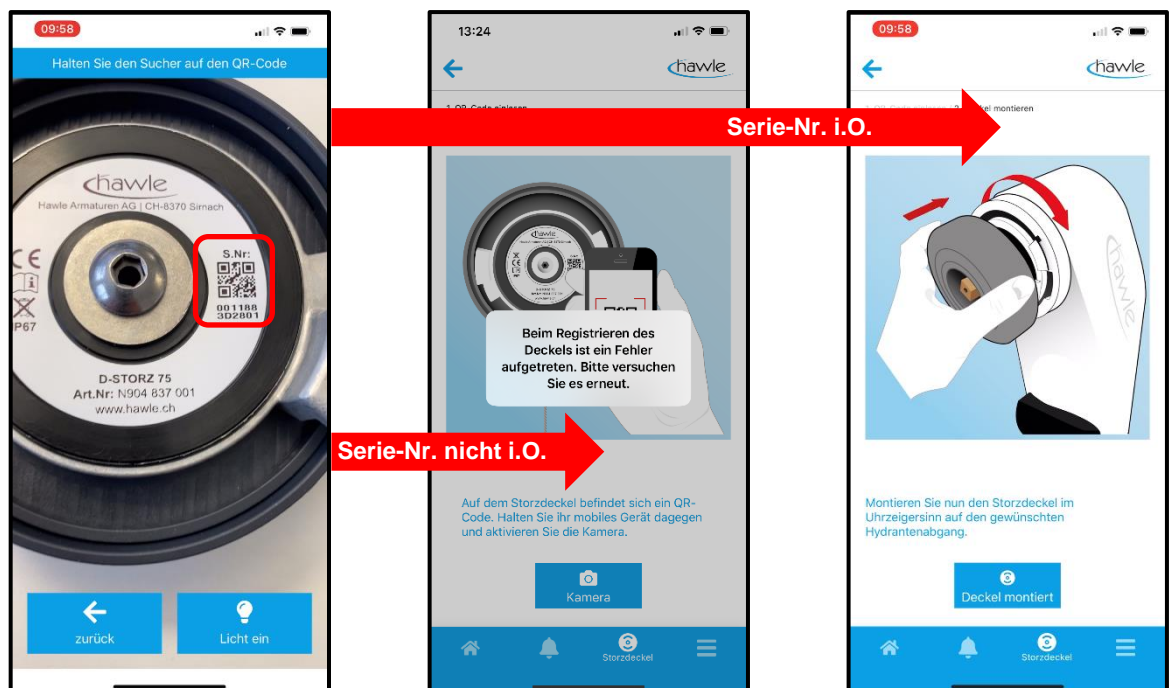 09:58
Halten Sie den Sucher auf den QR-Code
hawle
Hawle Armaturen AG | CH-8370 Sirnach
CE
IP67
S.Nr:
001188
3D2801
D-STORZ 75
Art.Nr: N904 837 001
www.hawle.ch
zurück
Licht ein
Serie-Nr. i.O.
Serie-Nr. nicht i.O.
13:24
hawle
1. QR-Code einlesen
hawle
Beim Registrieren des
Deckels ist ein Fehler
aufgetreten. Bitte versuchen
Sie es erneut.
Auf dem Storzdeckel befindet sich ein QR-
Code. Halten Sie ihr mobiles Gerät dagegen
und aktivieren Sie die Kamera.
Kamera
Storzdeckel
09:58
hawle
montieren
hawle
Montieren Sie nun den Storzdeckel im
Uhrzeigersinn auf den gewünschten
Hydrantenabgang.
Deckel montiert
Storzdeckel